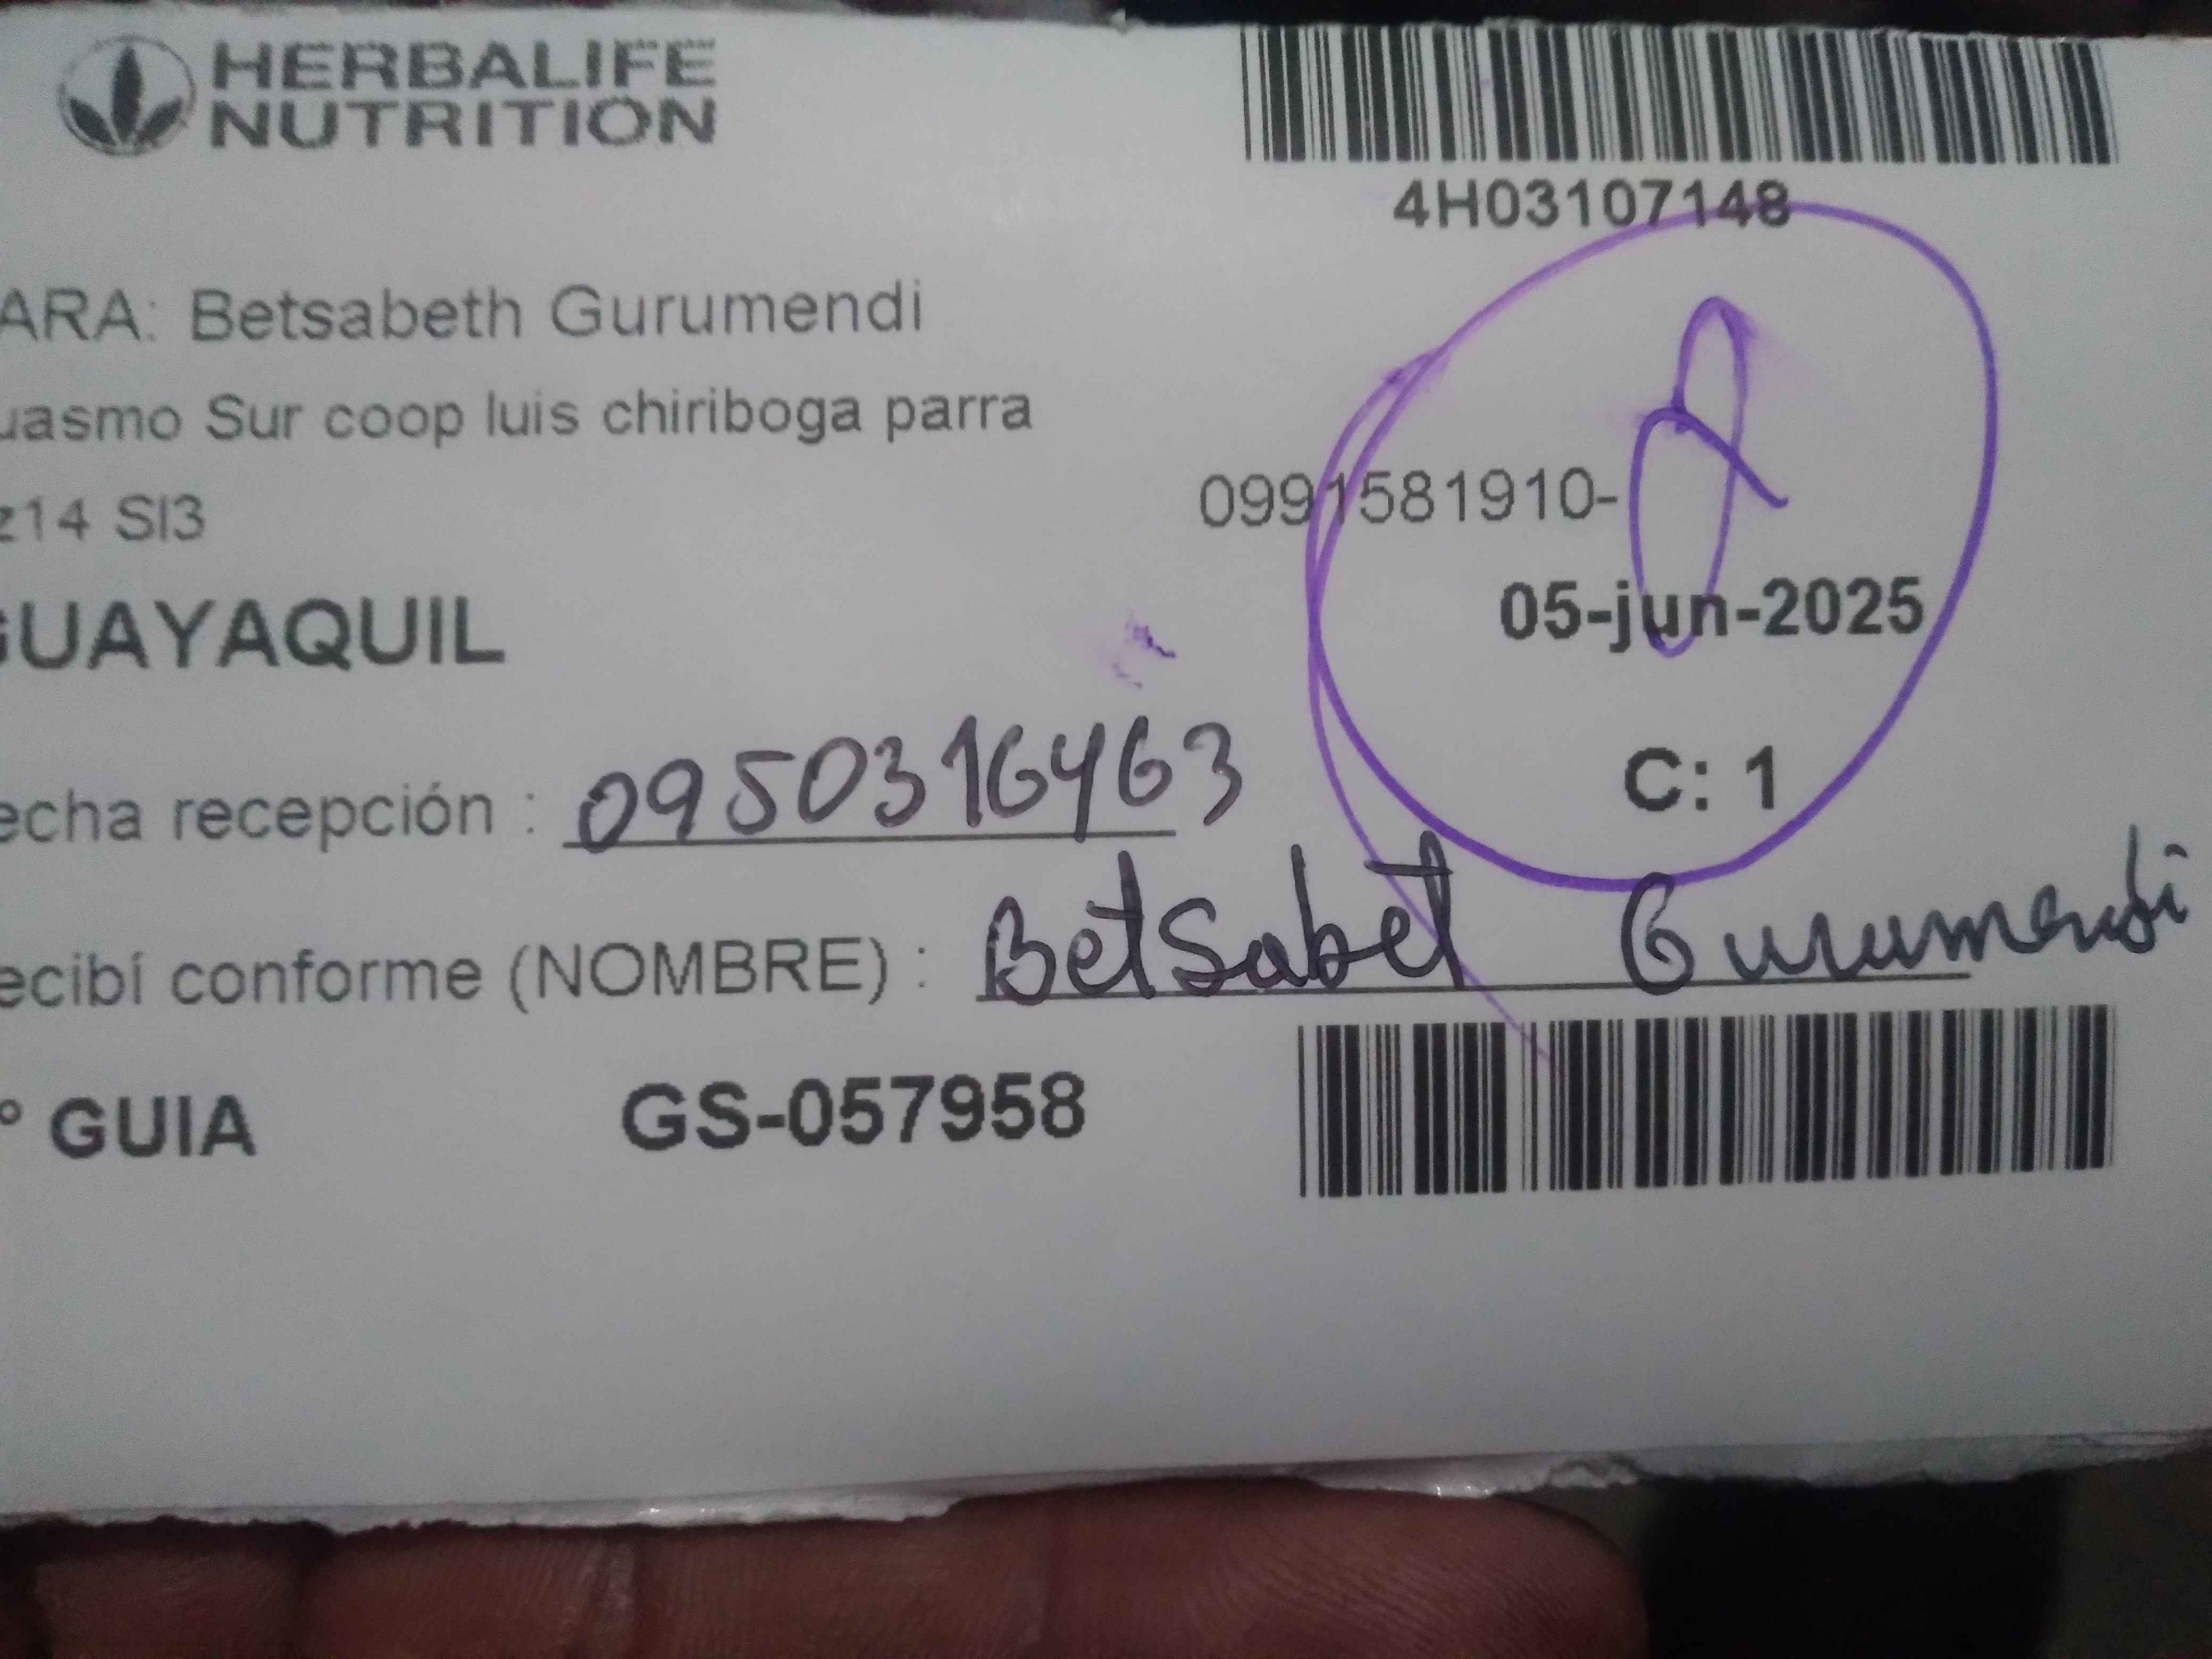 HERBALIFE
NUTRITION
4H03107148
ARA: Betsabeth Gurumendi
uasmo Sur coop luis chiriboga parra
z14 Sl3
0991581910-
GUAYAQUIL
05-jun-2025
C: 1
echa recepción : 0950316463
ecibí conforme (NOMBRE) : Betsabet Gurumendi
° GUIA GS-057958